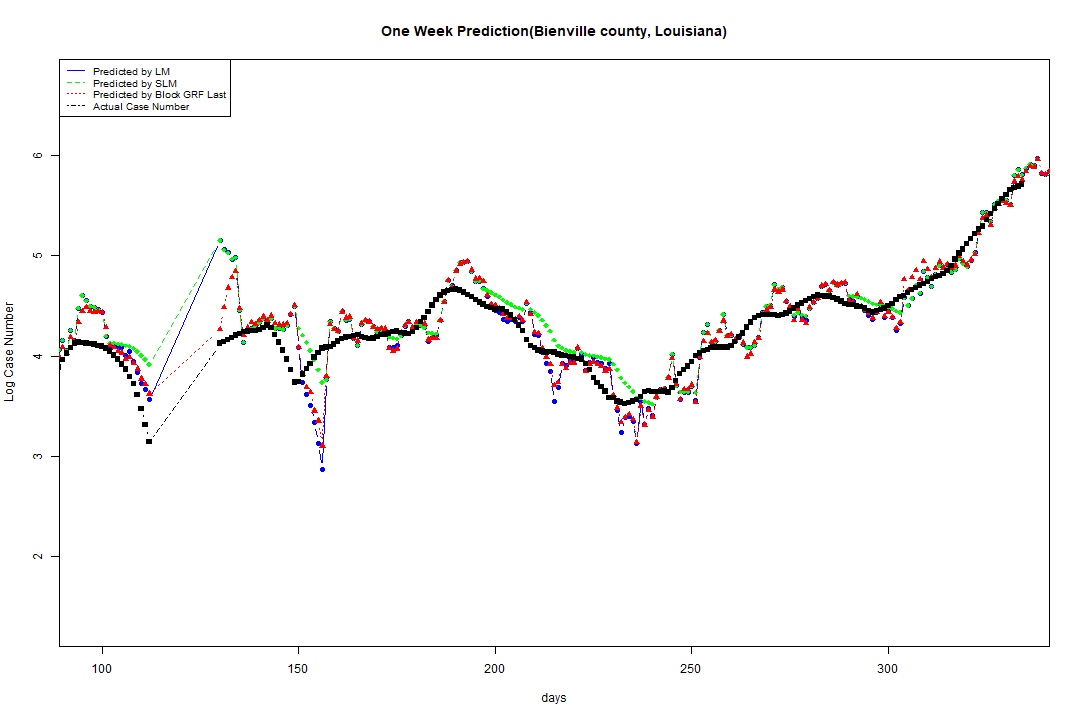 One Week Prediction(Bienville county, Louisiana)
Predicted by LM
Predicted by SLM
Predicted by Block GRF Last
Actual Case Number
6
5
4
3
2
Log Case Number
100 150 200 250 300
days